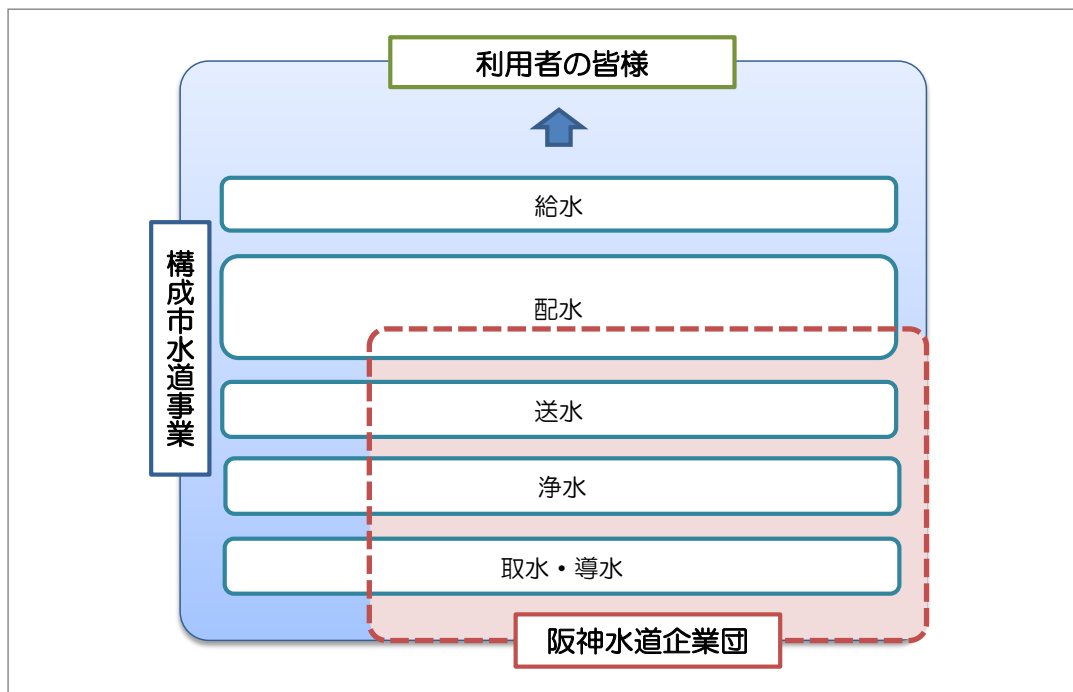 利用者の皆様
給水
構成市水道事業
配水
送水
浄水
取水・導水
阪神水道企業団